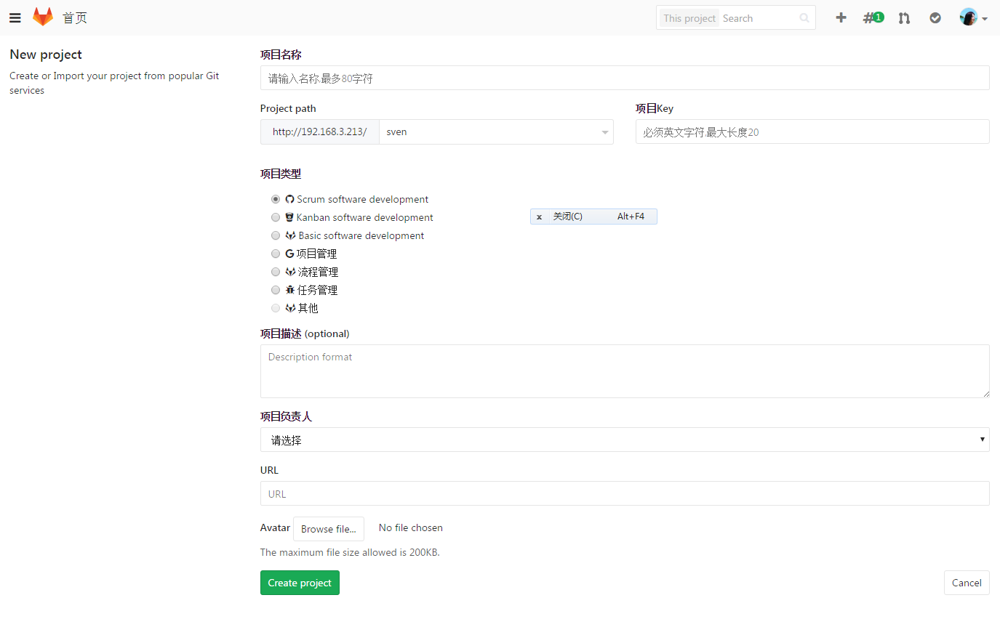 首页
This project Search
1
New project
Create or Import your project from popular Git
services
项目名称
请输入名称,最多80字符
Project path
http://192.168.3.213/ sven
项目Key
必须英文字符,最大长度20
项目类型
Scrum software development
Kanban software development
x 关闭(C) Alt+F4
Basic software development
项目管理
流程管理
任务管理
其他
项目描述 (optional)
Description format
项目负责人
请选择
URL
URL
Avatar Browse file... No file chosen
The maximum file size allowed is 200KB.
Create project
Cancel